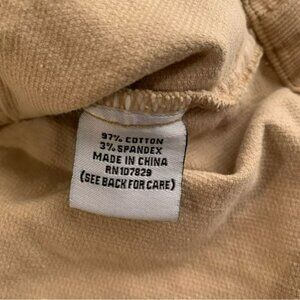 97% COTTON
3% SPANDEX
MADE IN CHINA
RN107829
(SEE BACK FOR CARE)